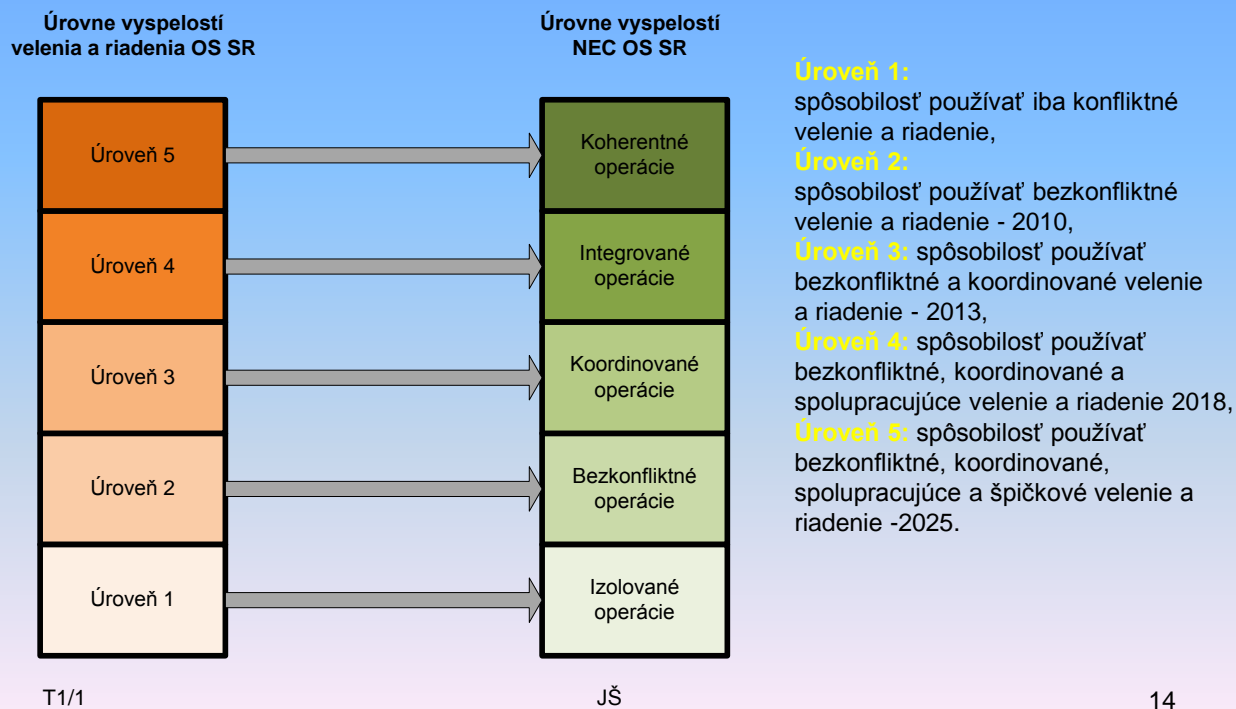 Úrovne vyspelostí
velenia a riadenia OS SR
Úrovne vyspelostí
NEC OS SR
Úroveň 5
Koherentné
operácie
Úroveň 4
Integrované
operácie
Úroveň 3
Koordinované
operácie
Úroveň 2
Bezkonfliktné
operácie
Úroveň 1
Izolované
operácie
Úroveň 1:
spôsobilosť používať iba konfliktné
velenie a riadenie,
Úroveň 2:
spôsobilosť používať bezkonfliktné
velenie a riadenie - 2010,
Úroveň 3: spôsobilosť používať
bezkonfliktné a koordinované velenie
a riadenie - 2013,
Úroveň 4: spôsobilosť používať
bezkonfliktné, koordinované a
spolupracujúce velenie a riadenie 2018,
Úroveň 5: spôsobilosť používať
bezkonfliktné, koordinované,
spolupracujúce a špičkové velenie a
riadenie -2025.
T1/1
JŠ
14